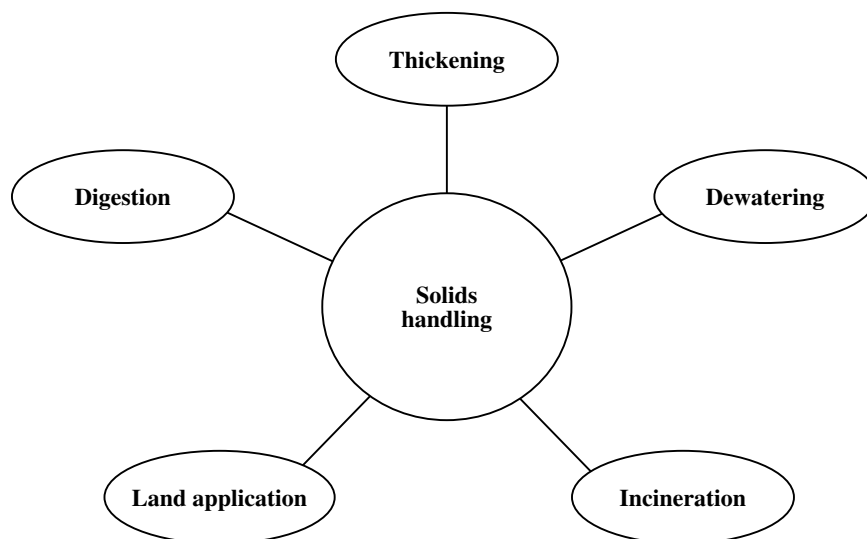 Thickening
Digestion
Dewatering
Solids
handling
Land application
Incineration